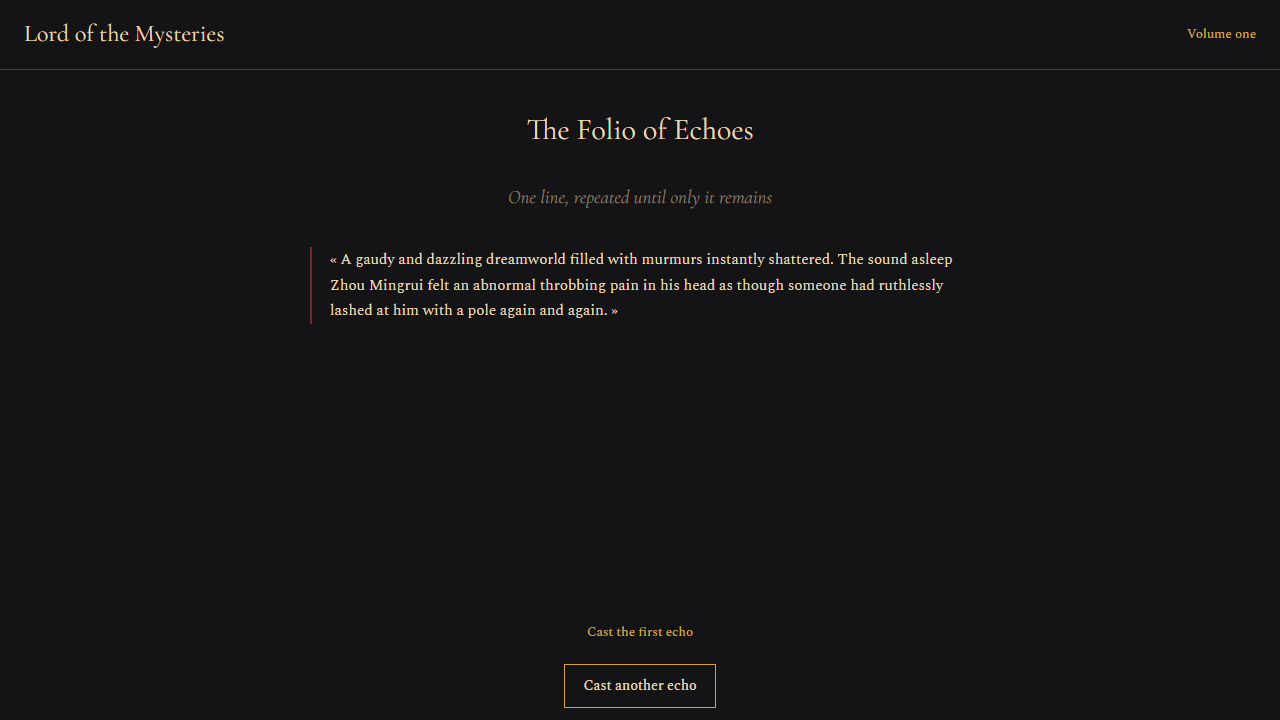 Lord of the Mysteries
Volume one
The Folio of Echoes
One line, repeated until only it remains
« A gaudy and dazzling dreamworld filled with murmurs instantly shattered. The sound asleep
Zhou Mingrui felt an abnormal throbbing pain in his head as though someone had ruthlessly
lashed at him with a pole again and again. »
Cast the first echo
Cast another echo